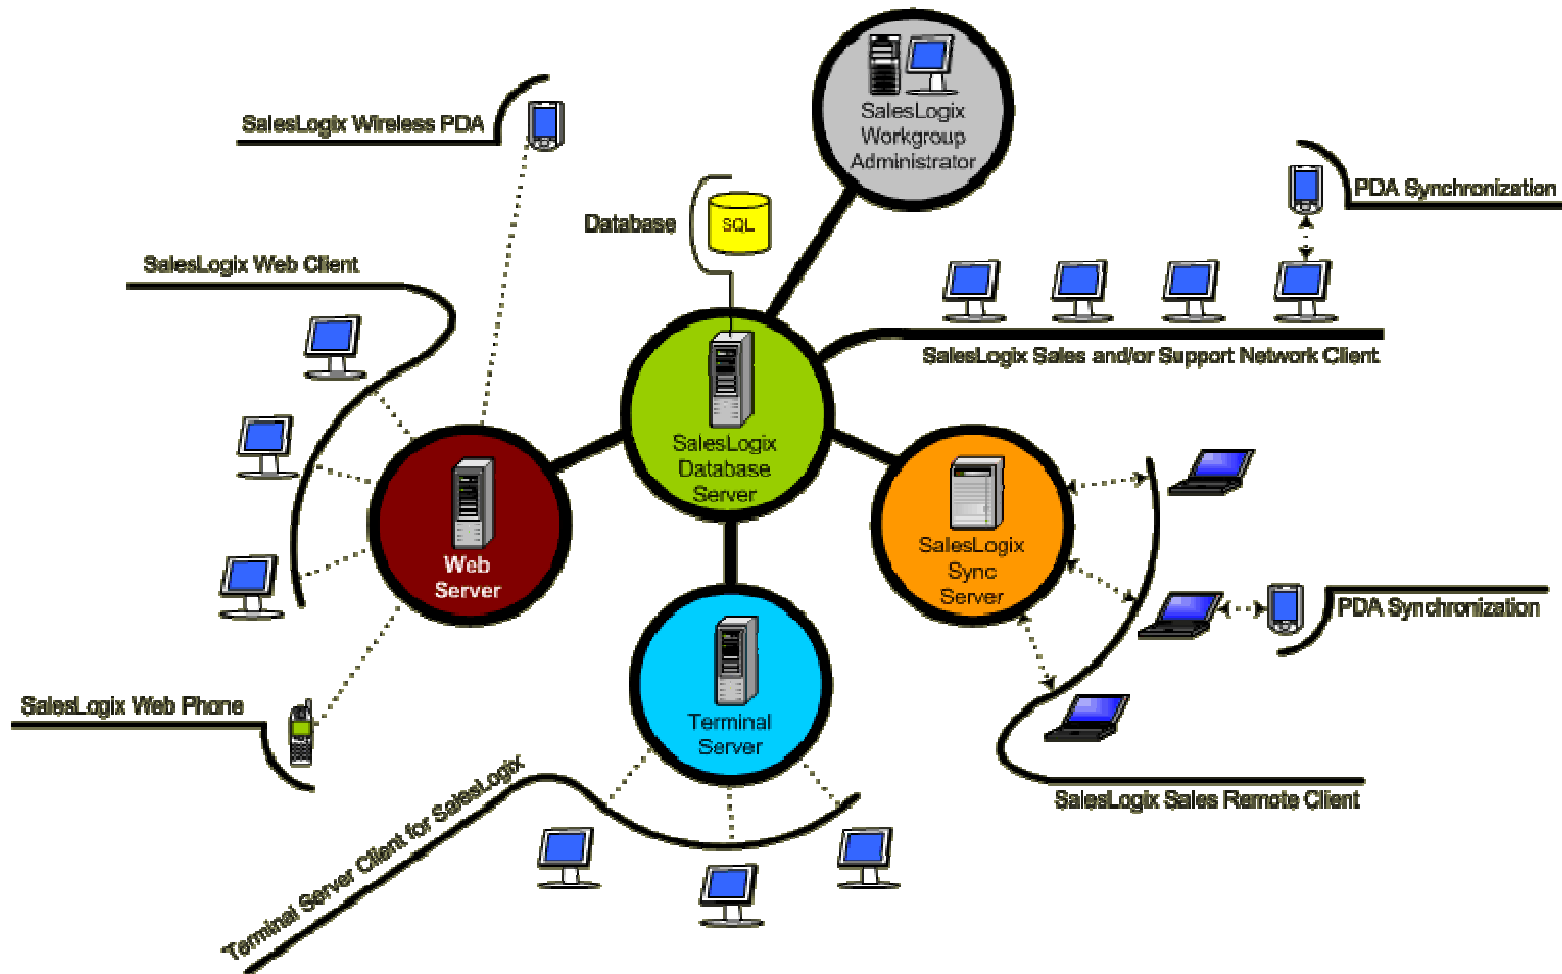 SalesLogix
Workgroup
Administrator
SalesLogix Wireless PDA
PDA Synchronization
Database
SQL
SalesLogix Web Client
SalesLogix Sales and/or Support Network Client
SalesLogix
Database
Server
Web
Server
SalesLogix
Sync
Server
PDA Synchronization
SalesLogix Web Phone
Terminal
Server
Terminal Server Client for SalesLogix
SalesLogix Sales Remote Client